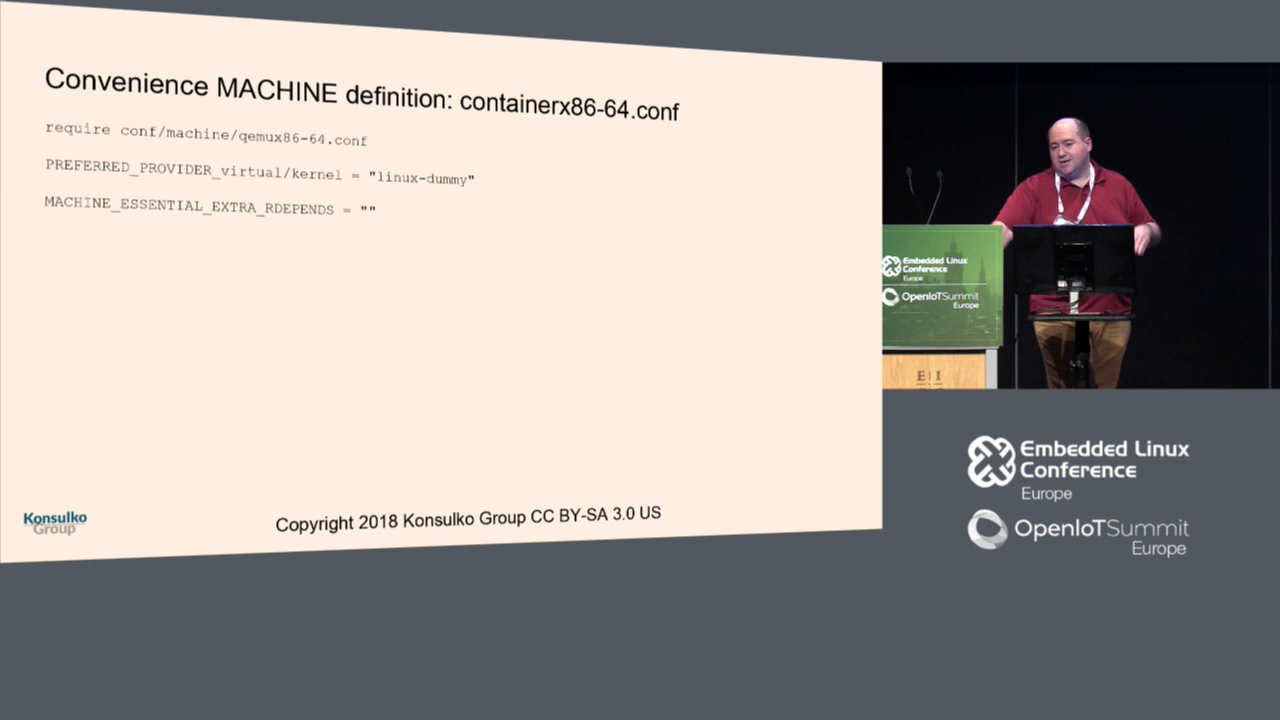 Convenience MACHINE definition: containerx86-64.conf
require conf/machine/qemux86-64.conf
PREFERRED_PROVIDER_virtual/kernel = "linux-dummy"
MACHINE_ESSENTIAL_EXTRA_RDEPENDS = ""
Konsulko
Group
Copyright 2018 Konsulko Group CC BY-SA 3.0 US
Embedded Linux
Conference
Europe
OpenIoTSummit
Europe
Embedded Linux
Conference
Europe
OpenIoTSummit
Europe